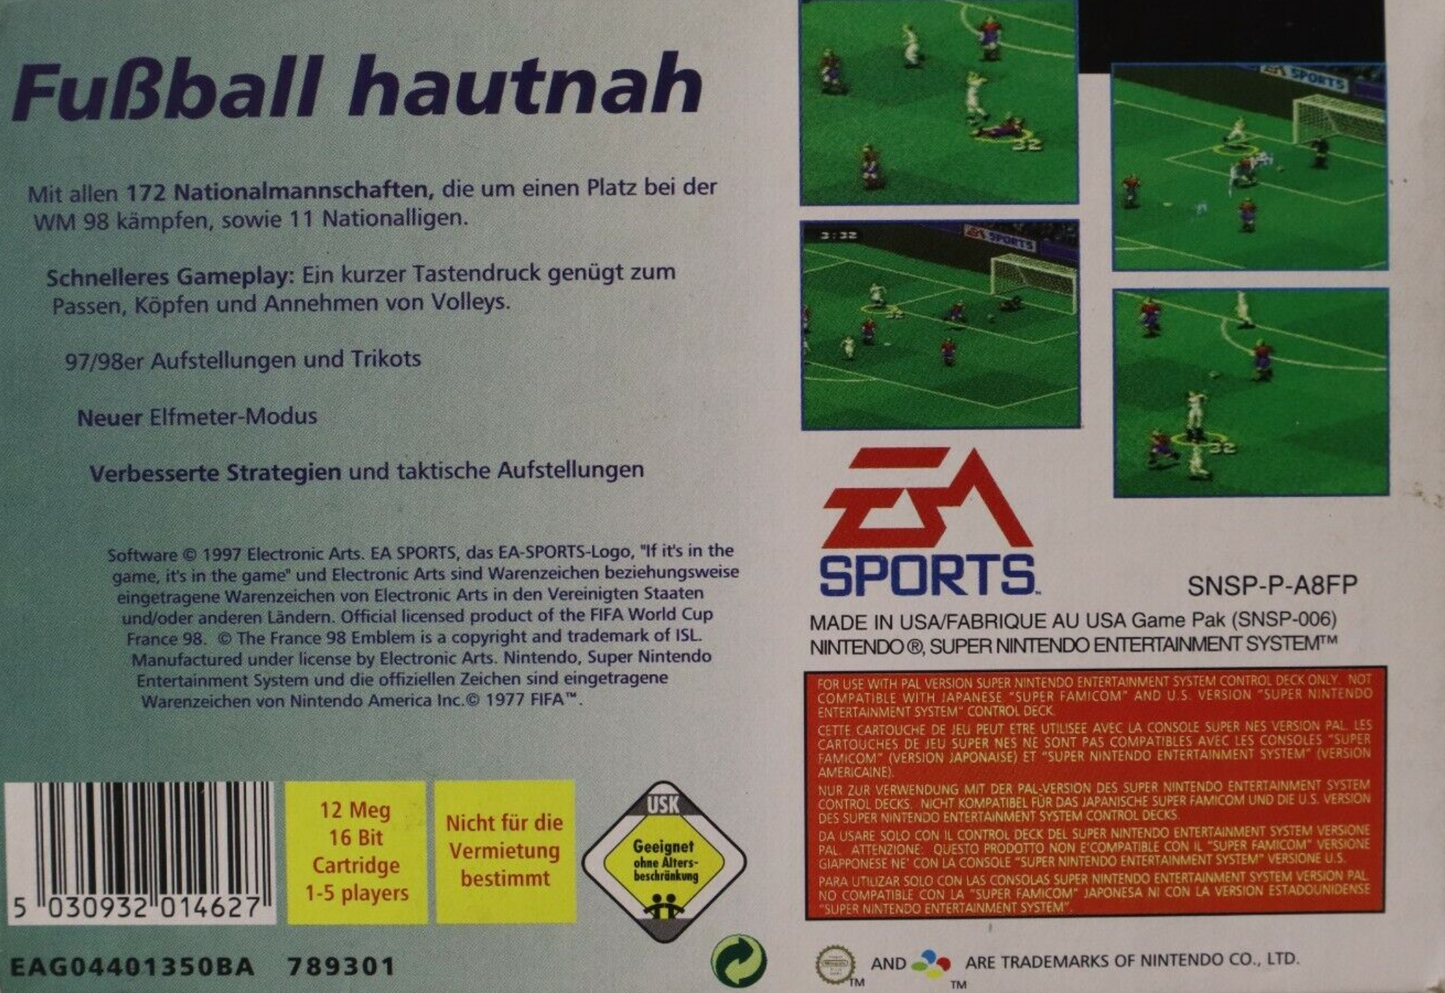 Fußball hautnah
Mit allen 172 Nationalmannschaften, die um einen Platz bei der
WM 98 kämpfen, sowie 11 Nationalligen.
Schnelleres Gameplay: Ein kurzer Tastendruck genügt zum
Passen, Köpfen und Annehmen von Volleys.
97/98er Aufstellungen und Trikots
Neuer Elfmeter-Modus
Verbesserte Strategien und taktische Aufstellungen
Software © 1997 Electronic Arts. EA SPORTS, das EA-SPORTS-Logo, "If it's in the
game, it's in the game" und Electronic Arts sind Warenzeichen beziehungsweise
eingetragene Warenzeichen von Electronic Arts in den Vereinigten Staaten
und/oder anderen Ländern. Official licensed product of the FIFA World Cup
France 98. © The France 98 Emblem is a copyright and trademark of ISL.
Manufactured under license by Electronic Arts. Nintendo, Super Nintendo
Entertainment System und die offiziellen Zeichen sind eingetragene
Warenzeichen von Nintendo America Inc.© 1977 FIFA™.
5 030932 014627
12 Meg
16 Bit
Cartridge
1-5 players
Nicht für die
Vermietung
bestimmt
USK
Geeignet
ohne Alters-
beschränkung
EAG04401350BA 789301
32
EA SPORTS
3:32
EA SPORTS
32
EA
SPORTS™
SNSP-P-A8FP
MADE IN USA/FABRIQUE AU USA Game Pak (SNSP-006)
NINTENDO®, SUPER NINTENDO ENTERTAINMENT SYSTEM™
FOR USE WITH PAL VERSION SUPER NINTENDO ENTERTAINMENT SYSTEM CONTROL DECK ONLY. NOT
COMPATIBLE WITH JAPANESE "SUPER FAMICOM" AND U.S. VERSION "SUPER NINTENDO
ENTERTAINMENT SYSTEM" CONTROL DECK.
CETTE CARTOUCHE DE JEU PEUT ETRE UTILISEE AVEC LA CONSOLE SUPER NES VERSION PAL. LES
CARTOUCHES DE JEU SUPER NES NE SONT PAS COMPATIBLES AVEC LES CONSOLES "SUPER
FAMICOM" (VERSION JAPONAISE) ET "SUPER NINTENDO ENTERTAINMENT SYSTEM" (VERSION
AMERICAINE).
NUR ZUR VERWENDUNG MIT DER PAL-VERSION DES SUPER NINTENDO ENTERTAINMENT SYSTEM
CONTROL DECKS. NICHT KOMPATIBEL FÜR DAS JAPANISCHE SUPER FAMICOM UND DIE U.S. VERSION
DES SUPER NINTENDO ENTERTAINMENT SYSTEM CONTROL DECKS.
DA USARE SOLO CON IL CONTROL DECK DEL SUPER NINTENDO ENTERTAINMENT SYSTEM VERSIONE
PAL. ATTENZIONE: QUESTO PRODOTTO NON E'COMPATIBLE CON IL "SUPER FAMICOM" VERSIONE
GIAPPONESE NE' CON LA CONSOLE "SUPER NINTENDO ENTERTAINMENT SYSTEM" VERSIONE U.S.
PARA UTILIZAR SOLO CON LAS CONSOLAS SUPER NINTENDO ENTERTAINMENT SYSTEM VERSION PAL.
NO COMPATIBLE CON LA "SUPER FAMICOM" JAPONESA NI CON LA VERSION ESTADOUNIDENSE
"SUPER NINTENDO ENTERTAINMENT SYSTEM".
™ AND ™ ARE TRADEMARKS OF NINTENDO CO., LTD.